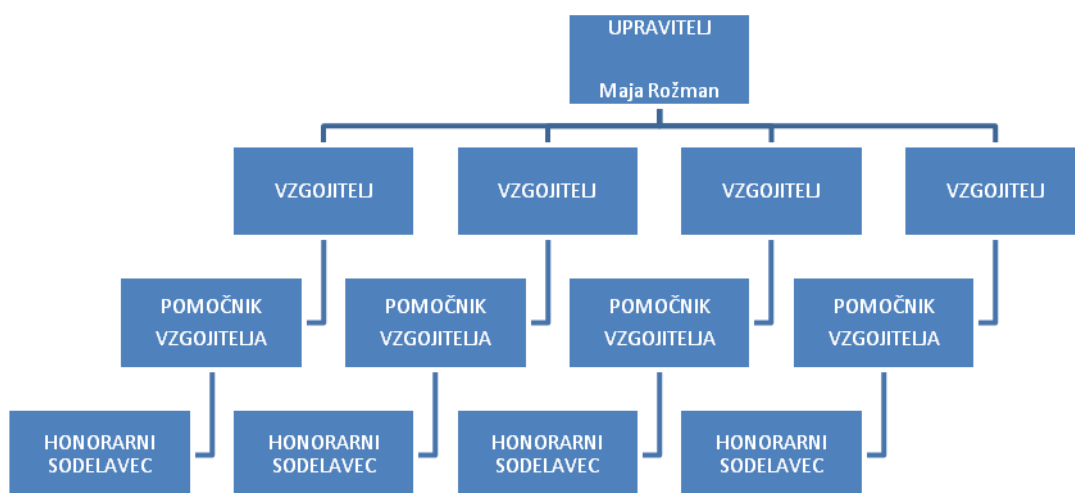 UPRAVITELJ
Maja Rožman
VZGOJITELJ
VZGOJITELJ
VZGOJITELJ
VZGOJITELJ
POMOČNIK
VZGOJITELJA
POMOČNIK
VZGOJITELJA
POMOČNIK
VZGOJITELJA
POMOČNIK
VZGOJITELJA
HONORARNI
SODELAVEC
HONORARNI
SODELAVEC
HONORARNI
SODELAVEC
HONORARNI
SODELAVEC